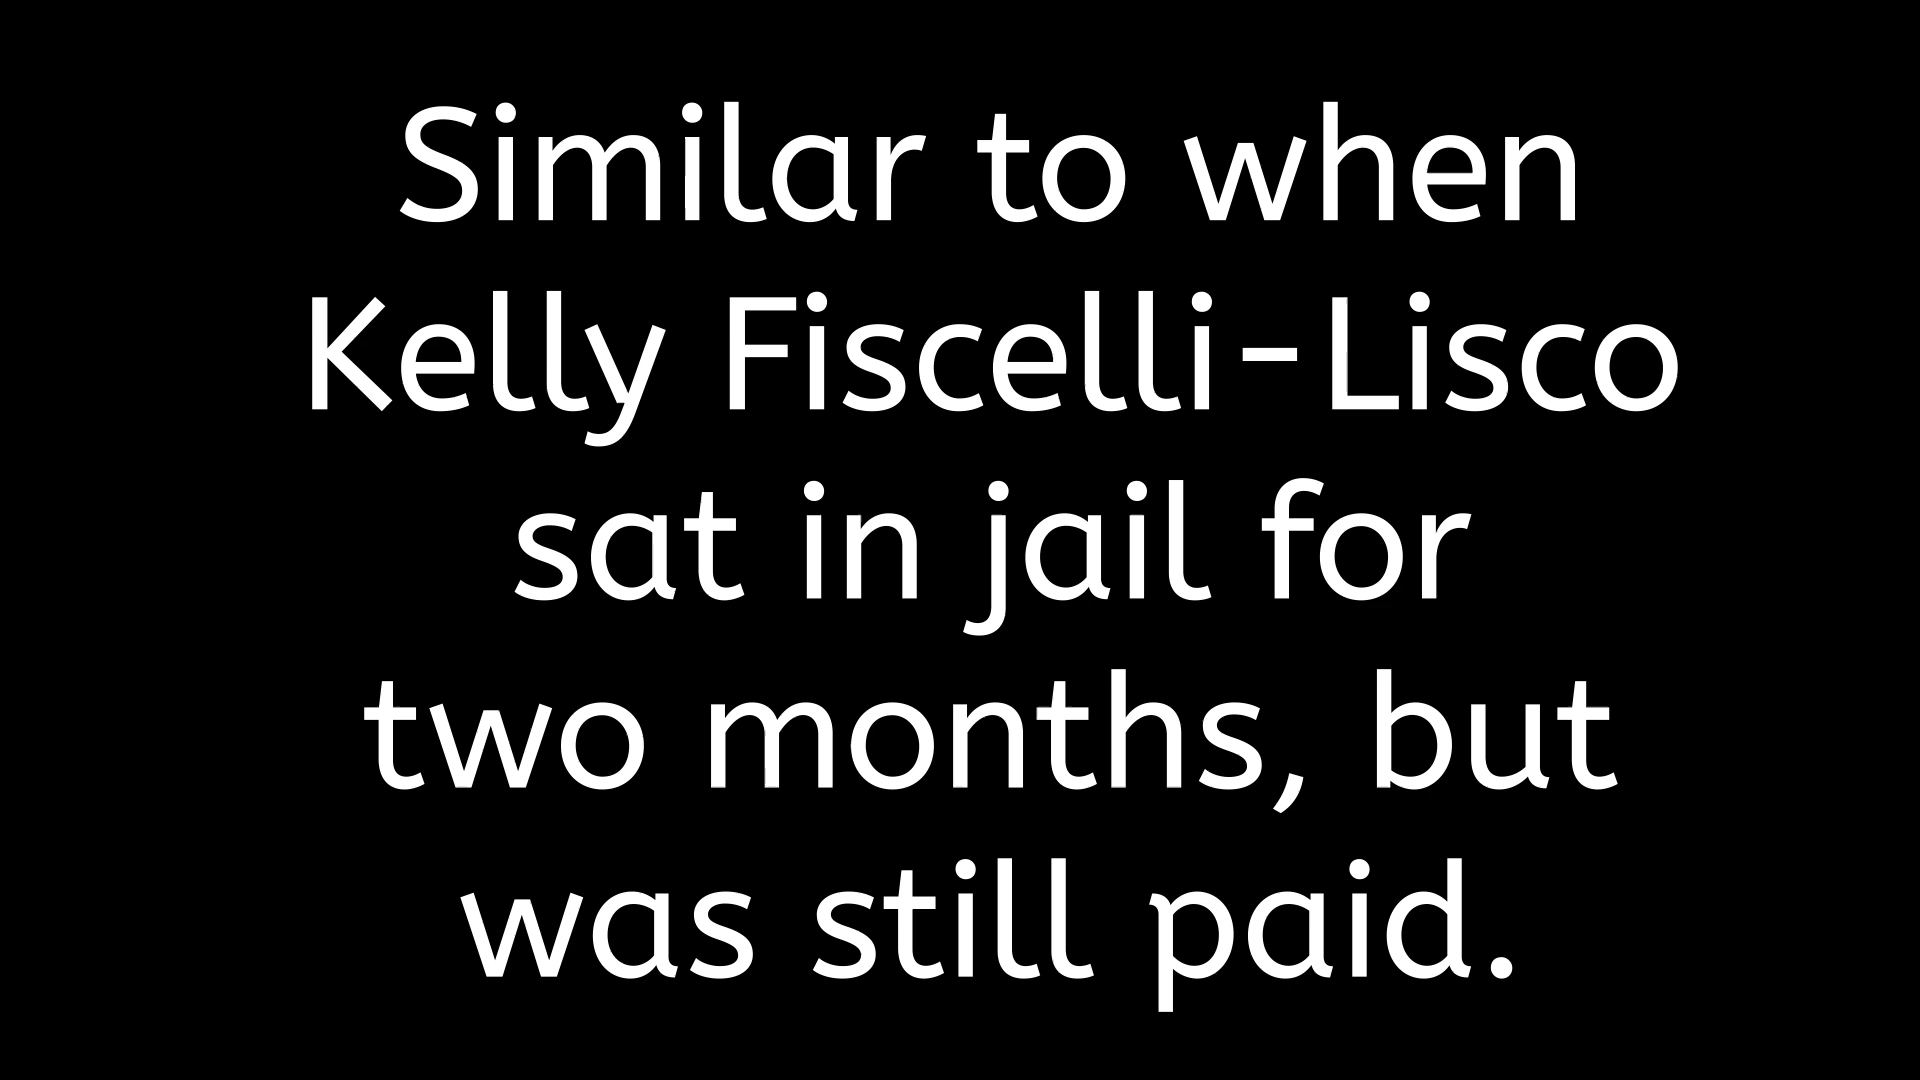 Similar to when
Kelly Fiscelli-Lisco
sat in jail for
two months, but
was still paid.